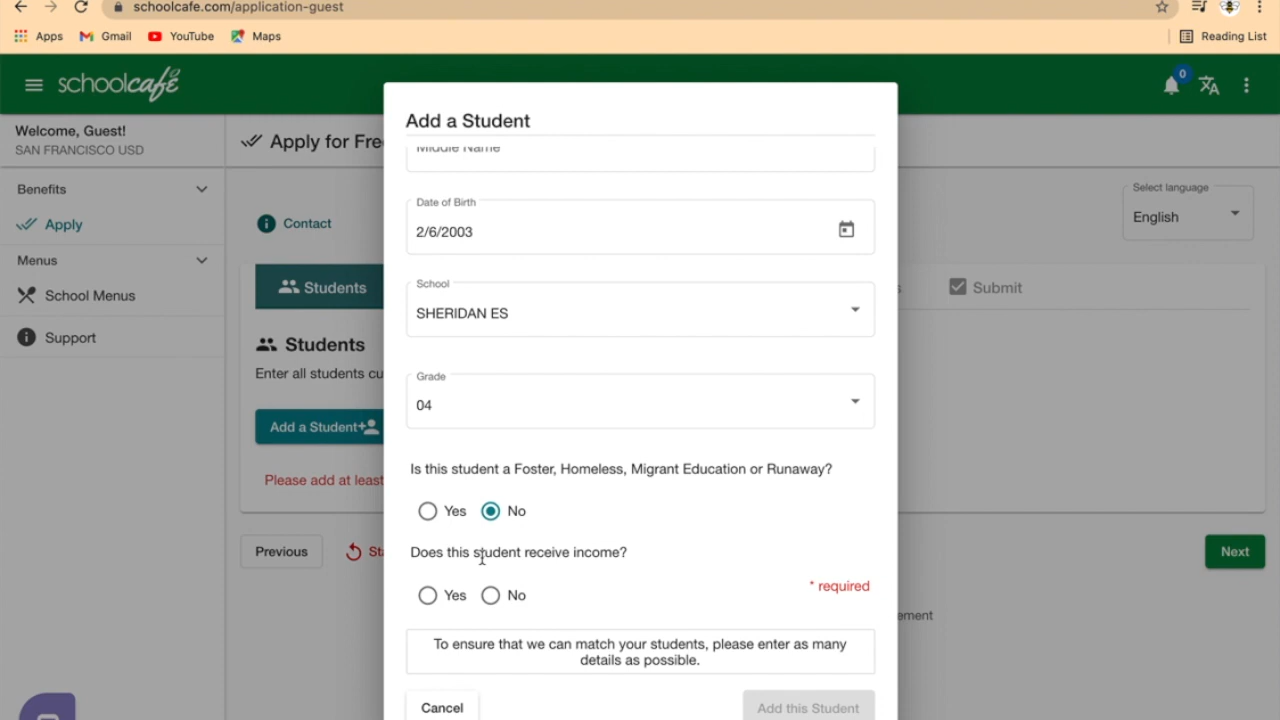 schoolcafe.com/application-guest
Apps
Gmail
YouTube
Maps
Reading List
schoolcafé
0
Welcome, Guest!
SAN FRANCISCO USD
Benefits
Apply
Menus
School Menus
Support
Apply for Fre
Contact
Select language
English
Students
Submit
Students
Enter all students cu
Add a Student
Please add at least
Previous
Sta
Next
ement
Add a Student
Middle Name
Date of Birth
2/6/2003
School
SHERIDAN ES
Grade
04
Is this student a Foster, Homeless, Migrant Education or Runaway?
Yes No
Does this student receive income?
* required
Yes No
To ensure that we can match your students, please enter as many
details as possible.
Cancel
Add this Student